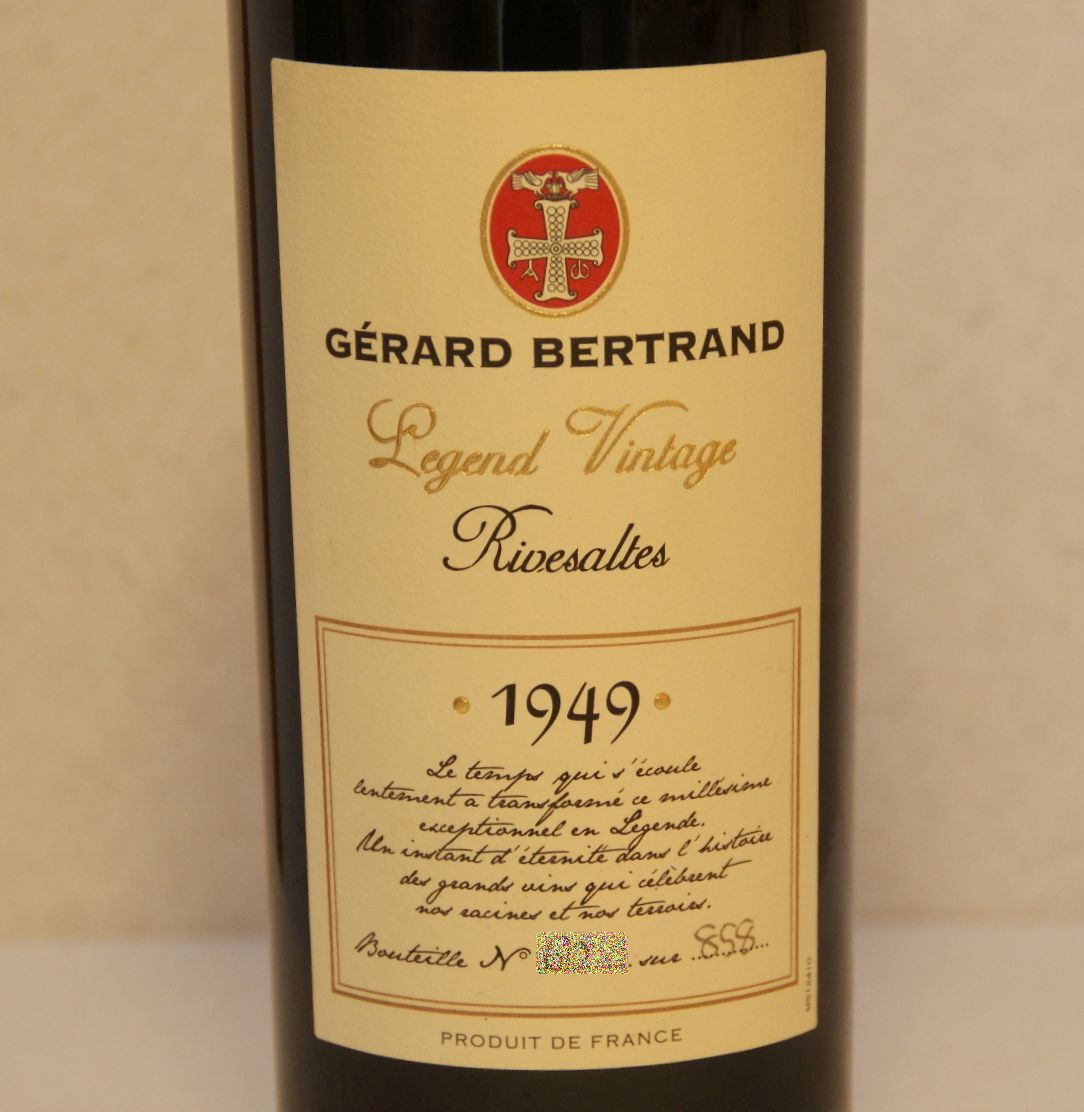 GÉRARD BERTRAND
Legend Vintage
Rivesaltes
1949
Le temps qui s'écoule
lentement a transformé ce millésime
exceptionnel en Légende.
Un instant d'éternité dans l'histoire
des grands vins qui célèbrent
nos racines et nos terroirs.
Bouteille N° sur 858
PRODUIT DE FRANCE